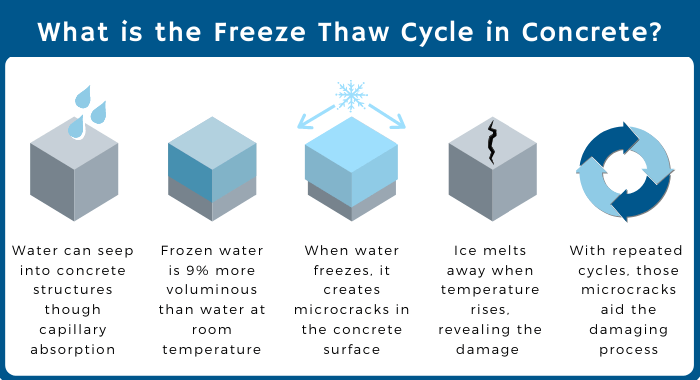 What is the Freeze Thaw Cycle in Concrete?
Water can seep
into concrete
structures
though
capillary
absorption
Frozen water
is 9% more
voluminous
than water at
room
temperature
When water
freezes, it
creates
microcracks in
the concrete
surface
Ice melts
away when
temperature
rises,
revealing the
damage
With repeated
cycles, those
microcracks
aid the
damaging
process